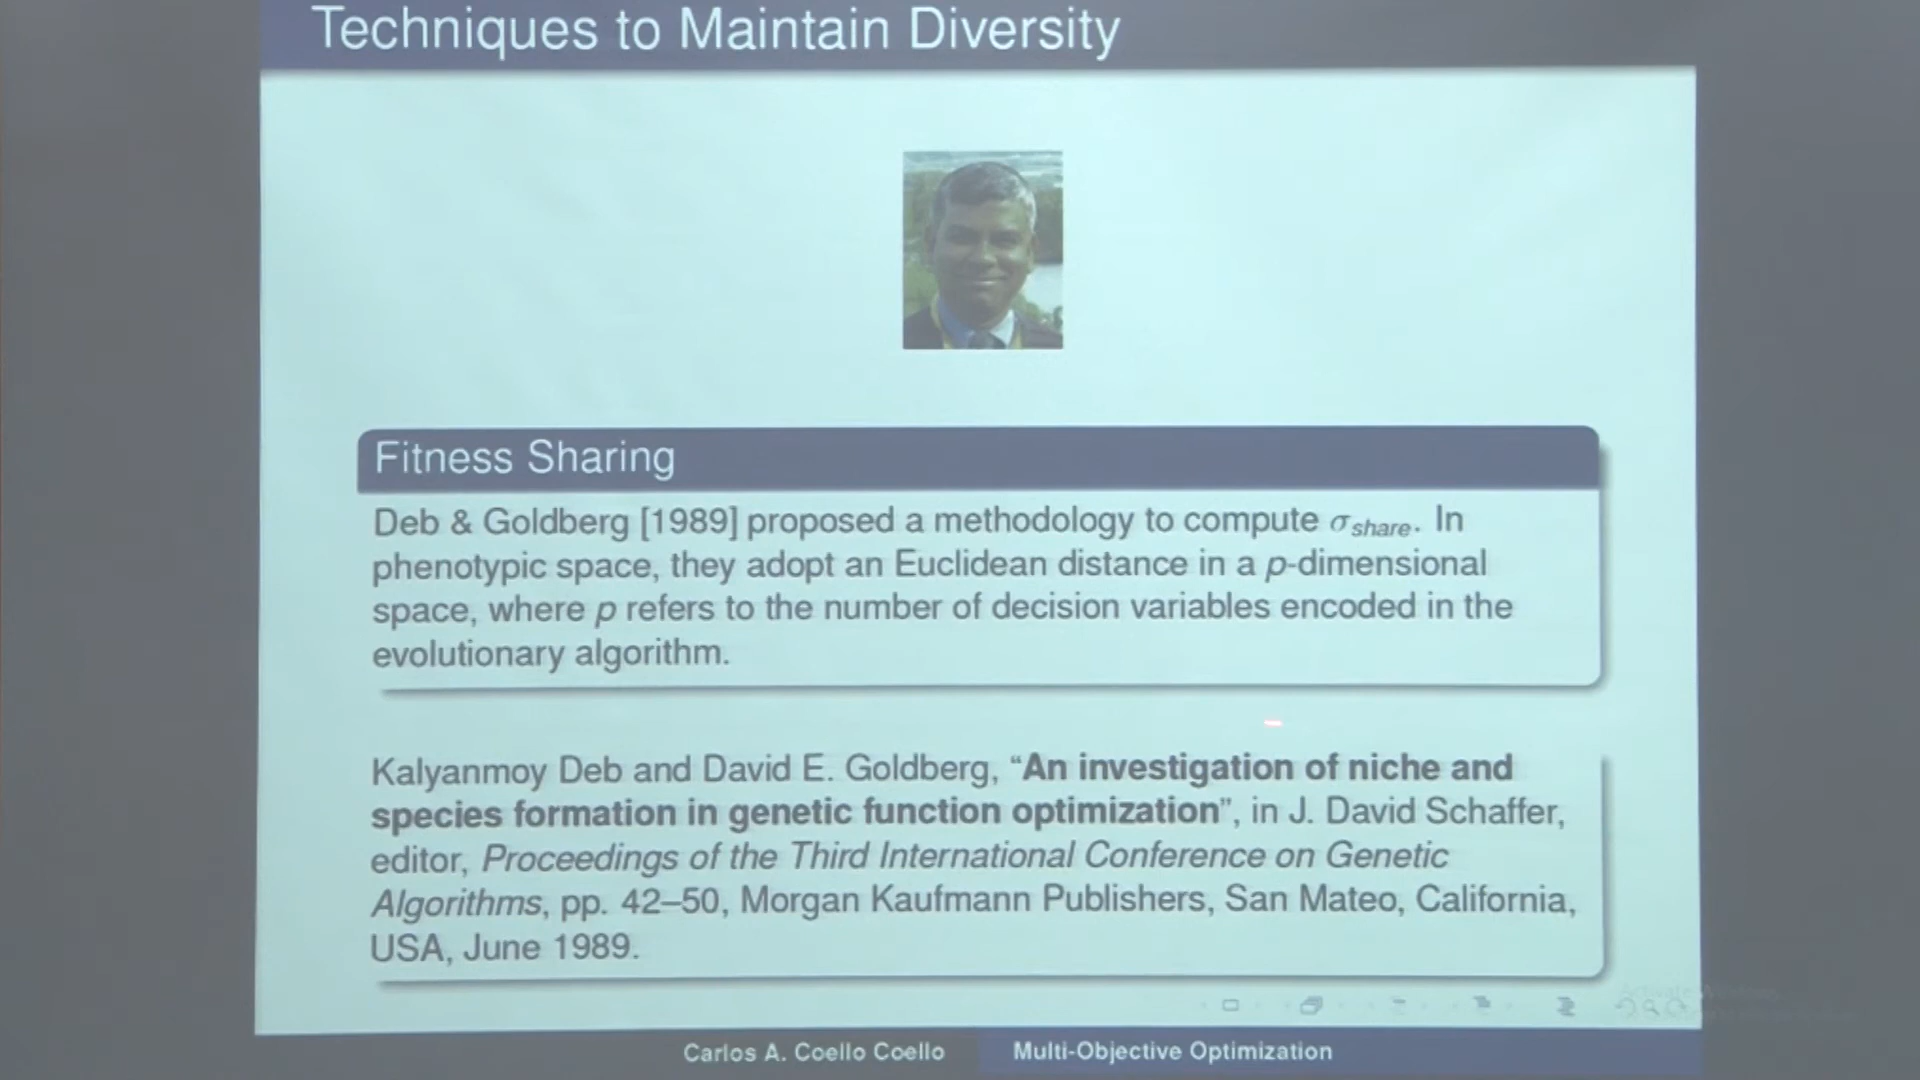 Techniques to Maintain Diversity
Fitness Sharing
Deb & Goldberg [1989] proposed a methodology to compute σshare. In
phenotypic space, they adopt an Euclidean distance in a p-dimensional
space, where p refers to the number of decision variables encoded in the
evolutionary algorithm.
Kalyanmoy Deb and David E. Goldberg, “An investigation of niche and
species formation in genetic function optimization”, in J. David Schaffer,
editor, Proceedings of the Third International Conference on Genetic
Algorithms, pp. 42–50, Morgan Kaufmann Publishers, San Mateo, California,
USA, June 1989.
Activate Windows
Carlos A. Coello Coello Multi-Objective Optimization